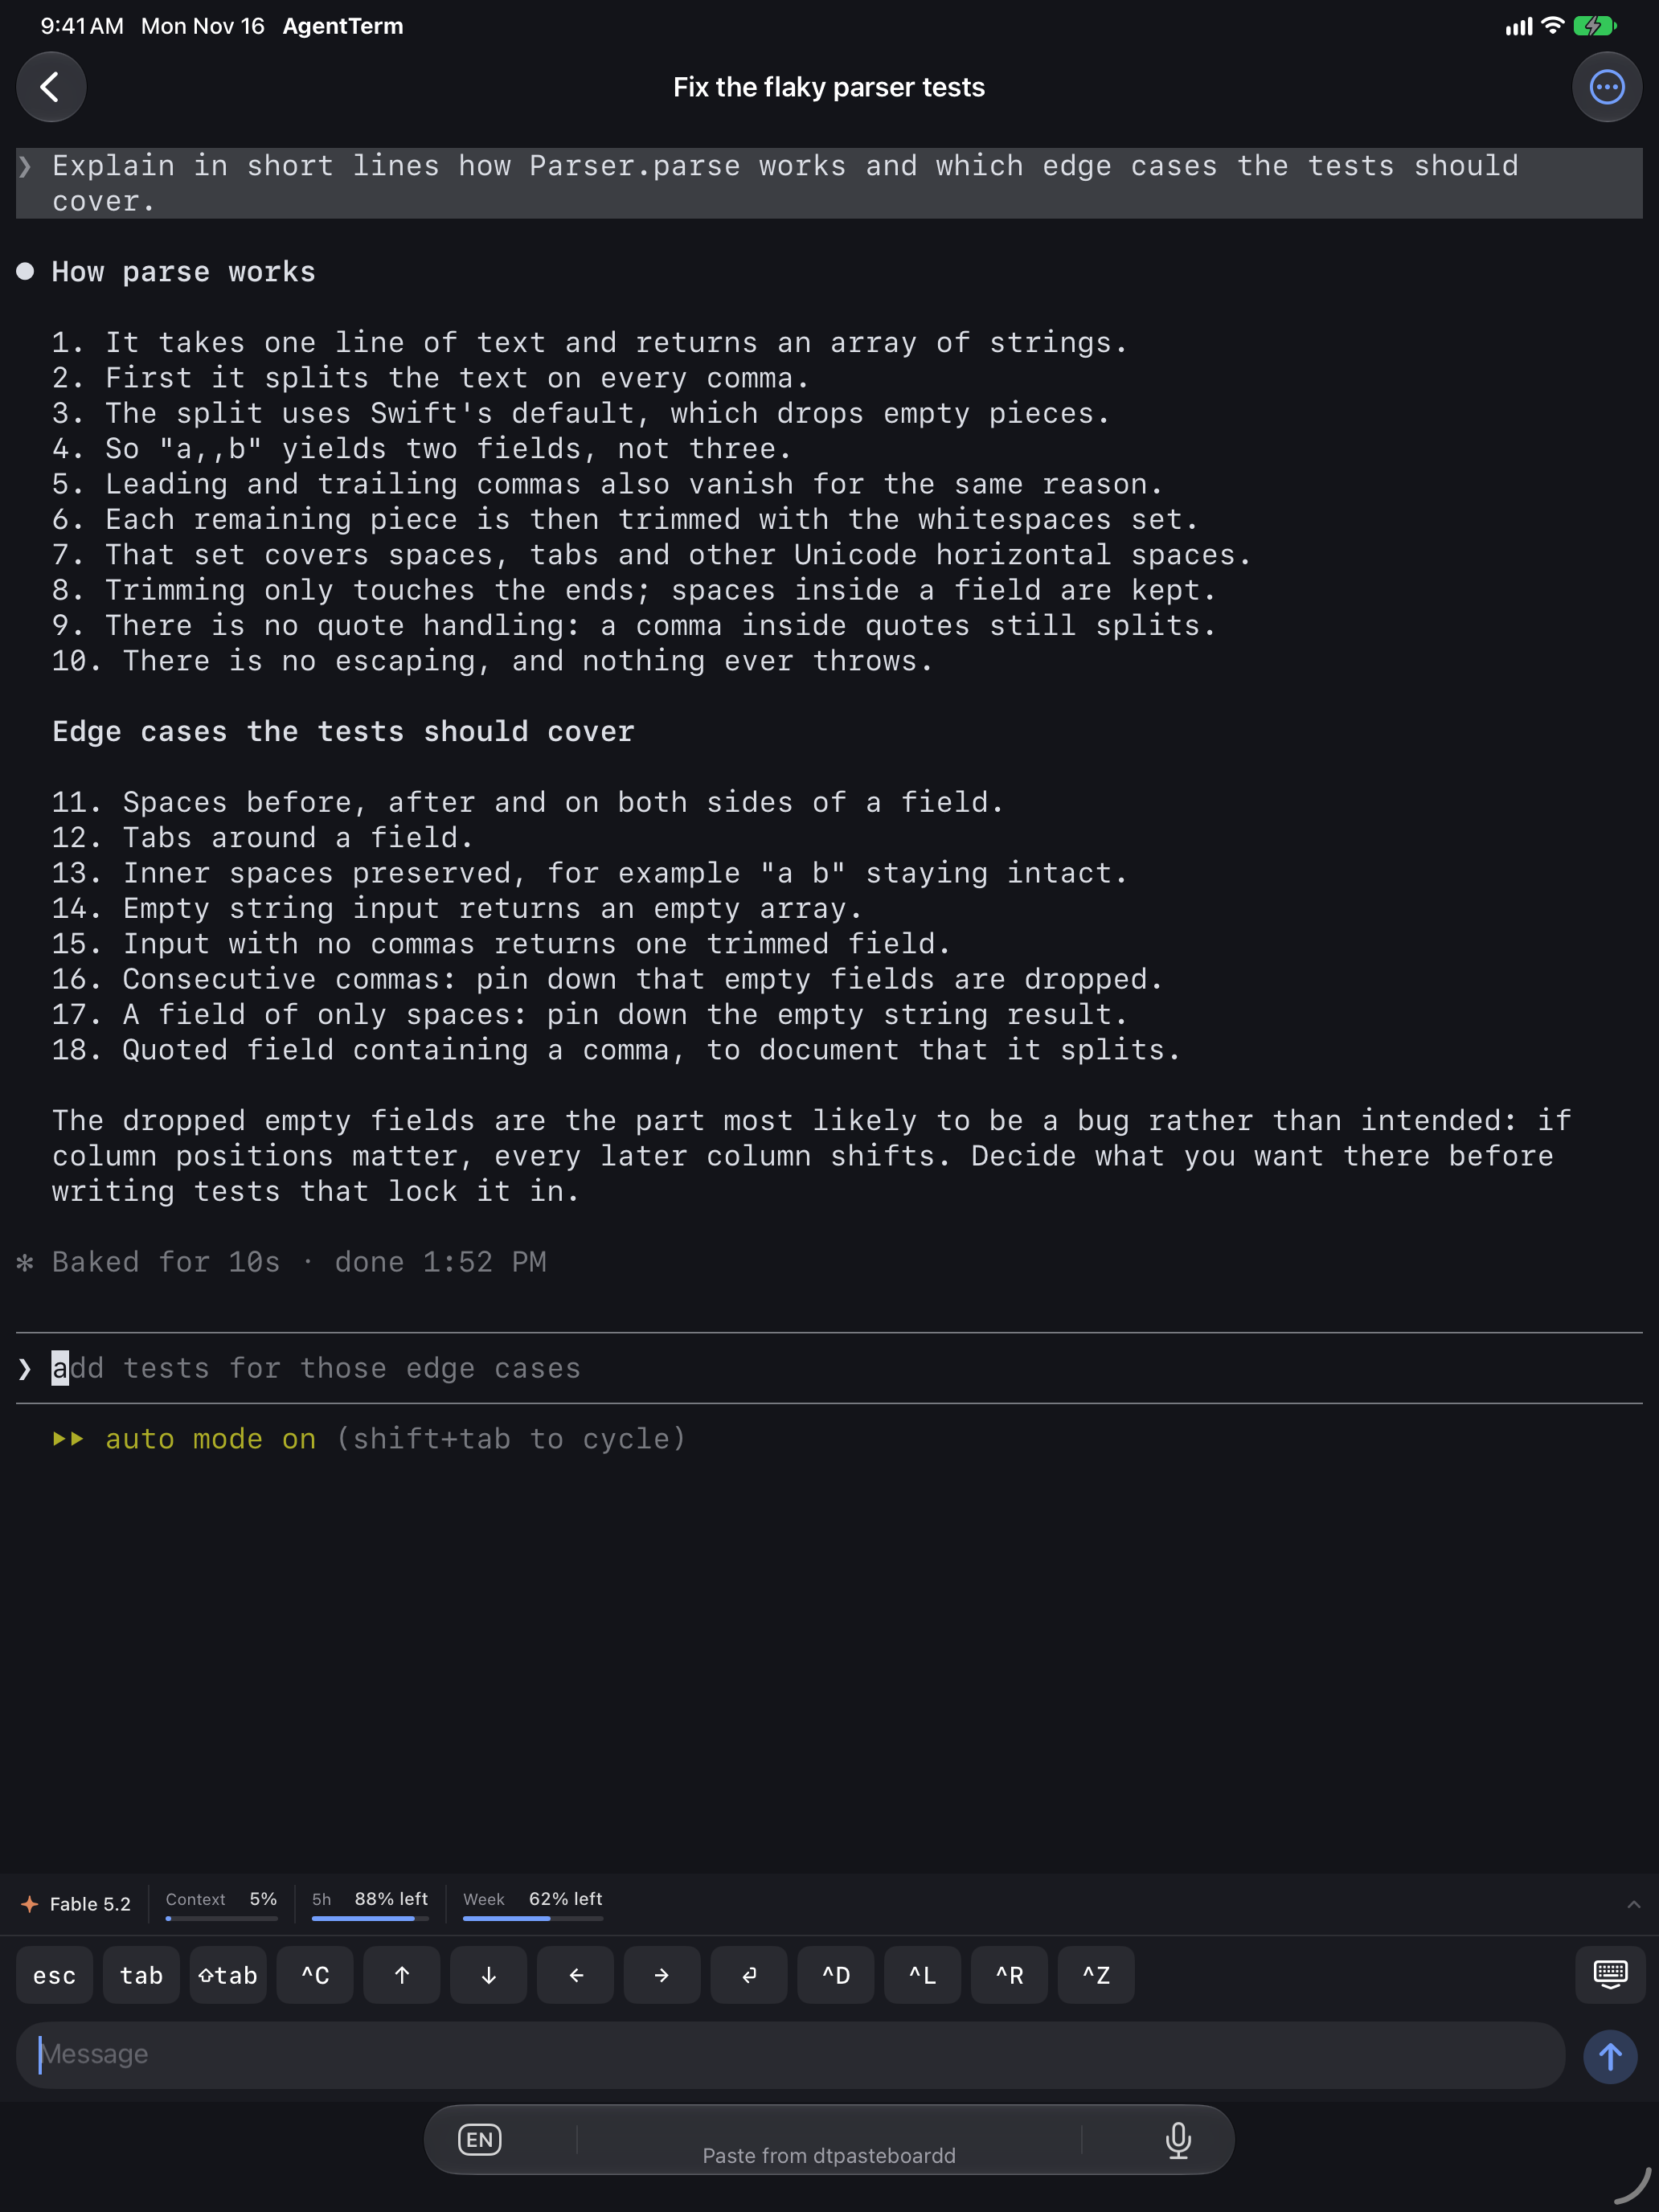 9:41 AM Mon Nov 16 AgentTerm
Fix the flaky parser tests
❯ Explain in short lines how Parser.parse works and which edge cases the tests should
cover.
● How parse works
1. It takes one line of text and returns an array of strings.
2. First it splits the text on every comma.
3. The split uses Swift's default, which drops empty pieces.
4. So "a,,b" yields two fields, not three.
5. Leading and trailing commas also vanish for the same reason.
6. Each remaining piece is then trimmed with the whitespaces set.
7. That set covers spaces, tabs and other Unicode horizontal spaces.
8. Trimming only touches the ends; spaces inside a field are kept.
9. There is no quote handling: a comma inside quotes still splits.
10. There is no escaping, and nothing ever throws.
Edge cases the tests should cover
11. Spaces before, after and on both sides of a field.
12. Tabs around a field.
13. Inner spaces preserved, for example "a b" staying intact.
14. Empty string input returns an empty array.
15. Input with no commas returns one trimmed field.
16. Consecutive commas: pin down that empty fields are dropped.
17. A field of only spaces: pin down the empty string result.
18. Quoted field containing a comma, to document that it splits.
The dropped empty fields are the part most likely to be a bug rather than intended: if
column positions matter, every later column shifts. Decide what you want there before
writing tests that lock it in.
✻ Baked for 10s · done 1:52 PM
❯ add tests for those edge cases
▸▸ auto mode on (shift+tab to cycle)
Fable 5.2 Context 5% 5h 88% left Week 62% left
esc tab ⇧tab ^C ↑ ↓ ← → ⏎ ^D ^L ^R ^Z
Message
EN Paste from dtpasteboardd